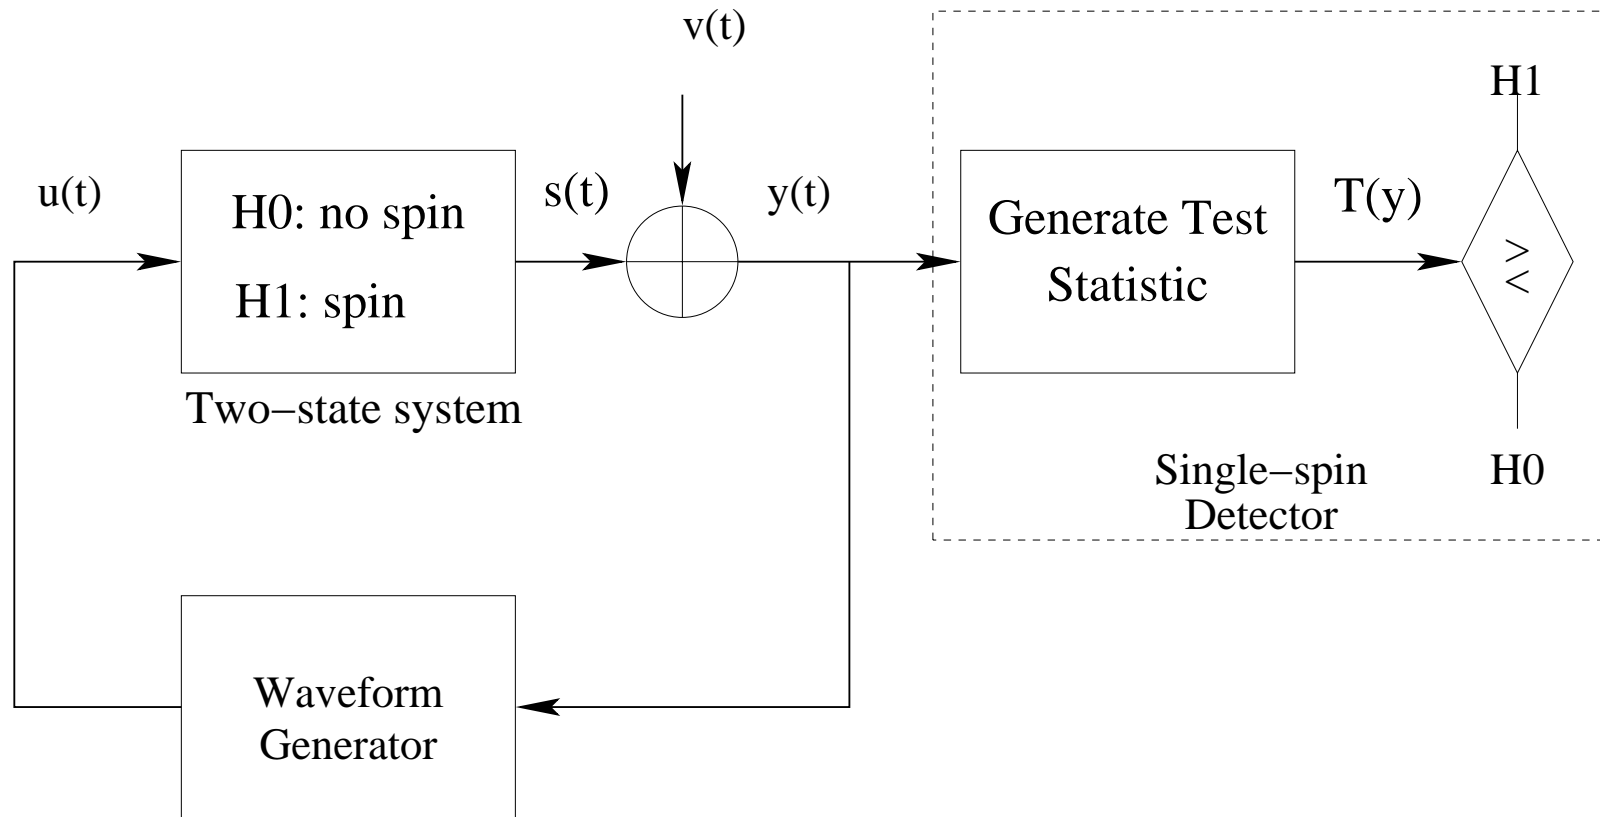 v(t)
H1
u(t)
H0: no spin
s(t)
y(t)
Generate Test
Statistic
T(y)
>
<
H1: spin
Two−state system
Single−spin
Detector
H0
Waveform
Generator